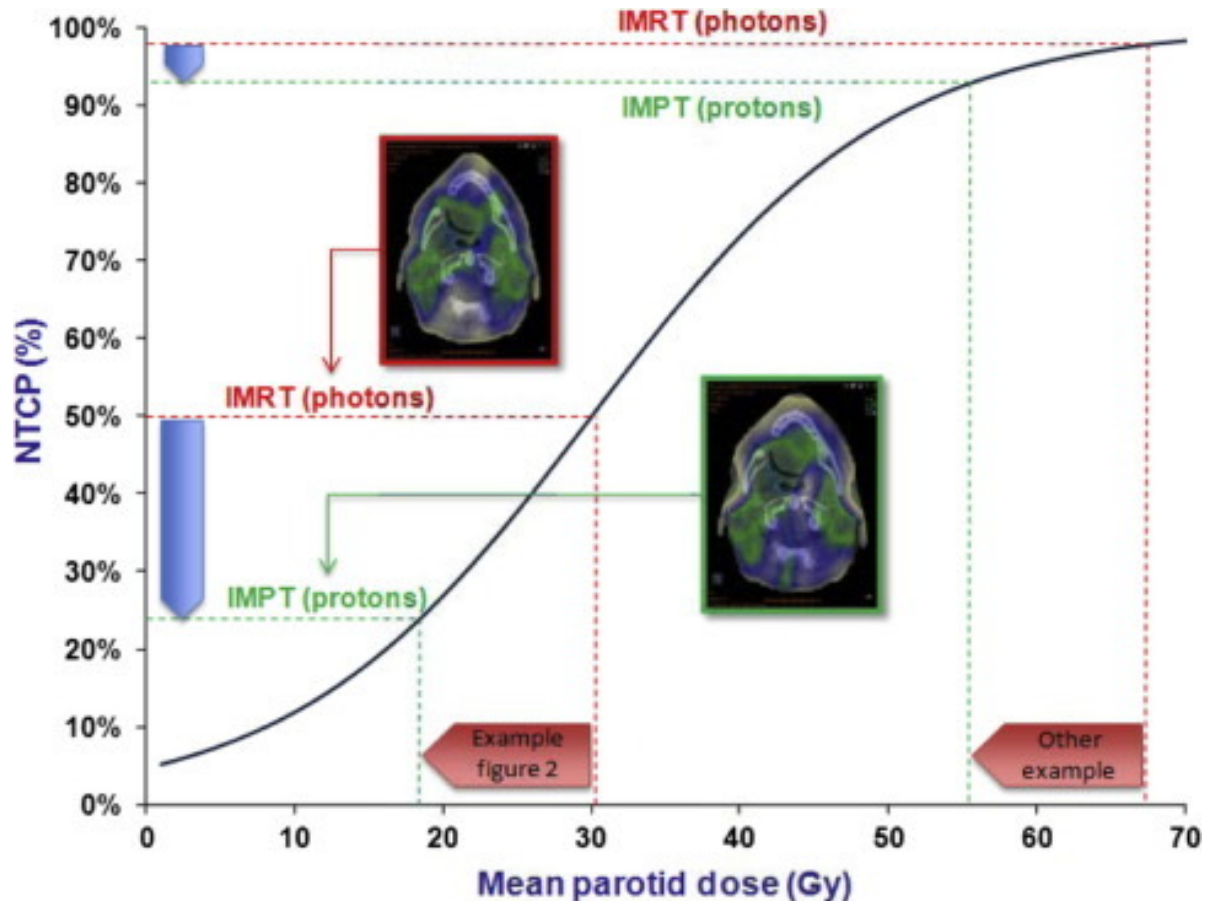 100%
90%
80%
70%
60%
50%
40%
30%
20%
10%
0%
NTCP (%)
IMRT (photons)
IMPT (protons)
IMRT (photons)
IMPT (protons)
Example
figure 2
Other
example
0 10 20 30 40 50 60 70
Mean parotid dose (Gy)